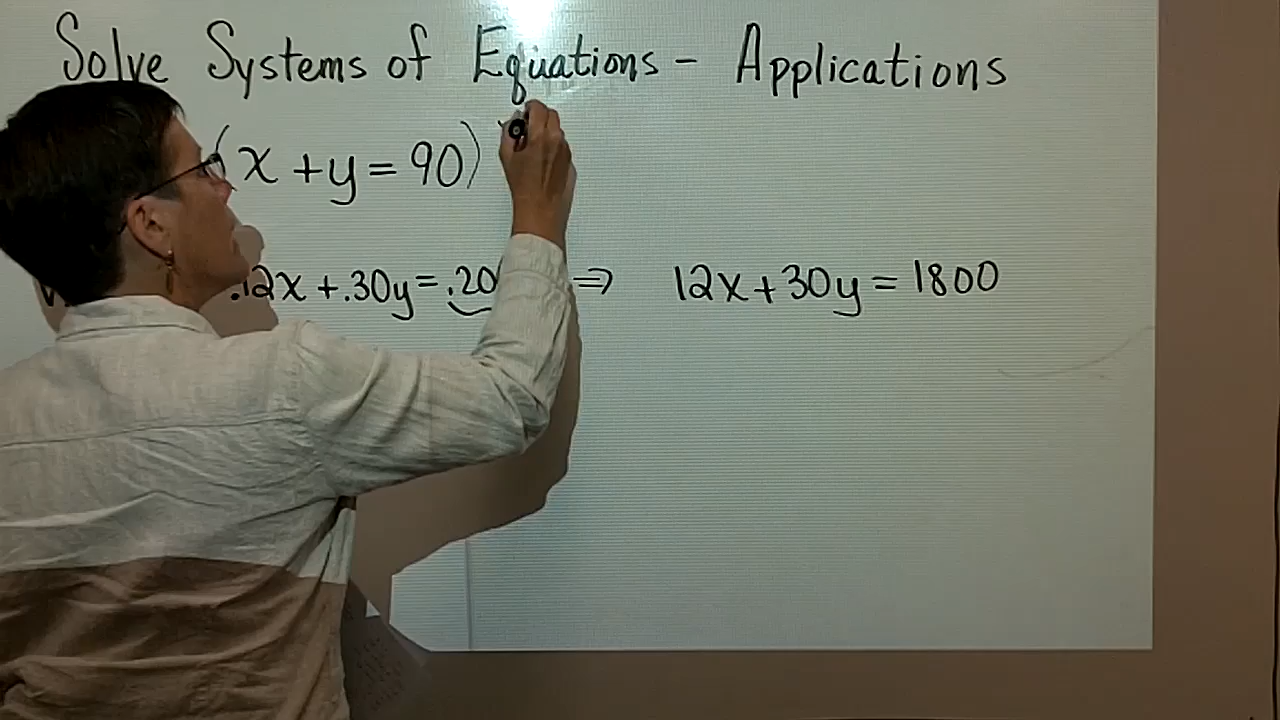 Solve Systems of Equations - Applications
(x + y = 90)
.12x + .30y = .20 ⇒ 12x + 30y = 1800